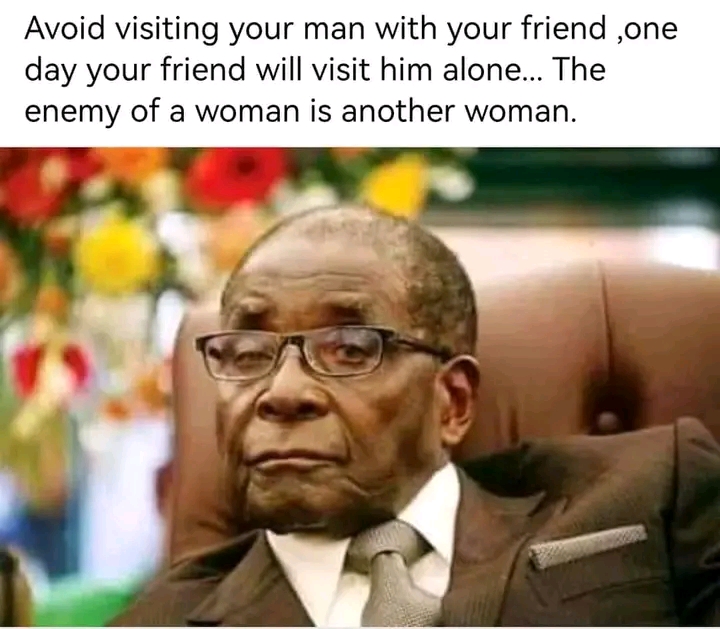 Avoid visiting your man with your friend ,one
day your friend will visit him alone... The
enemy of a woman is another woman.